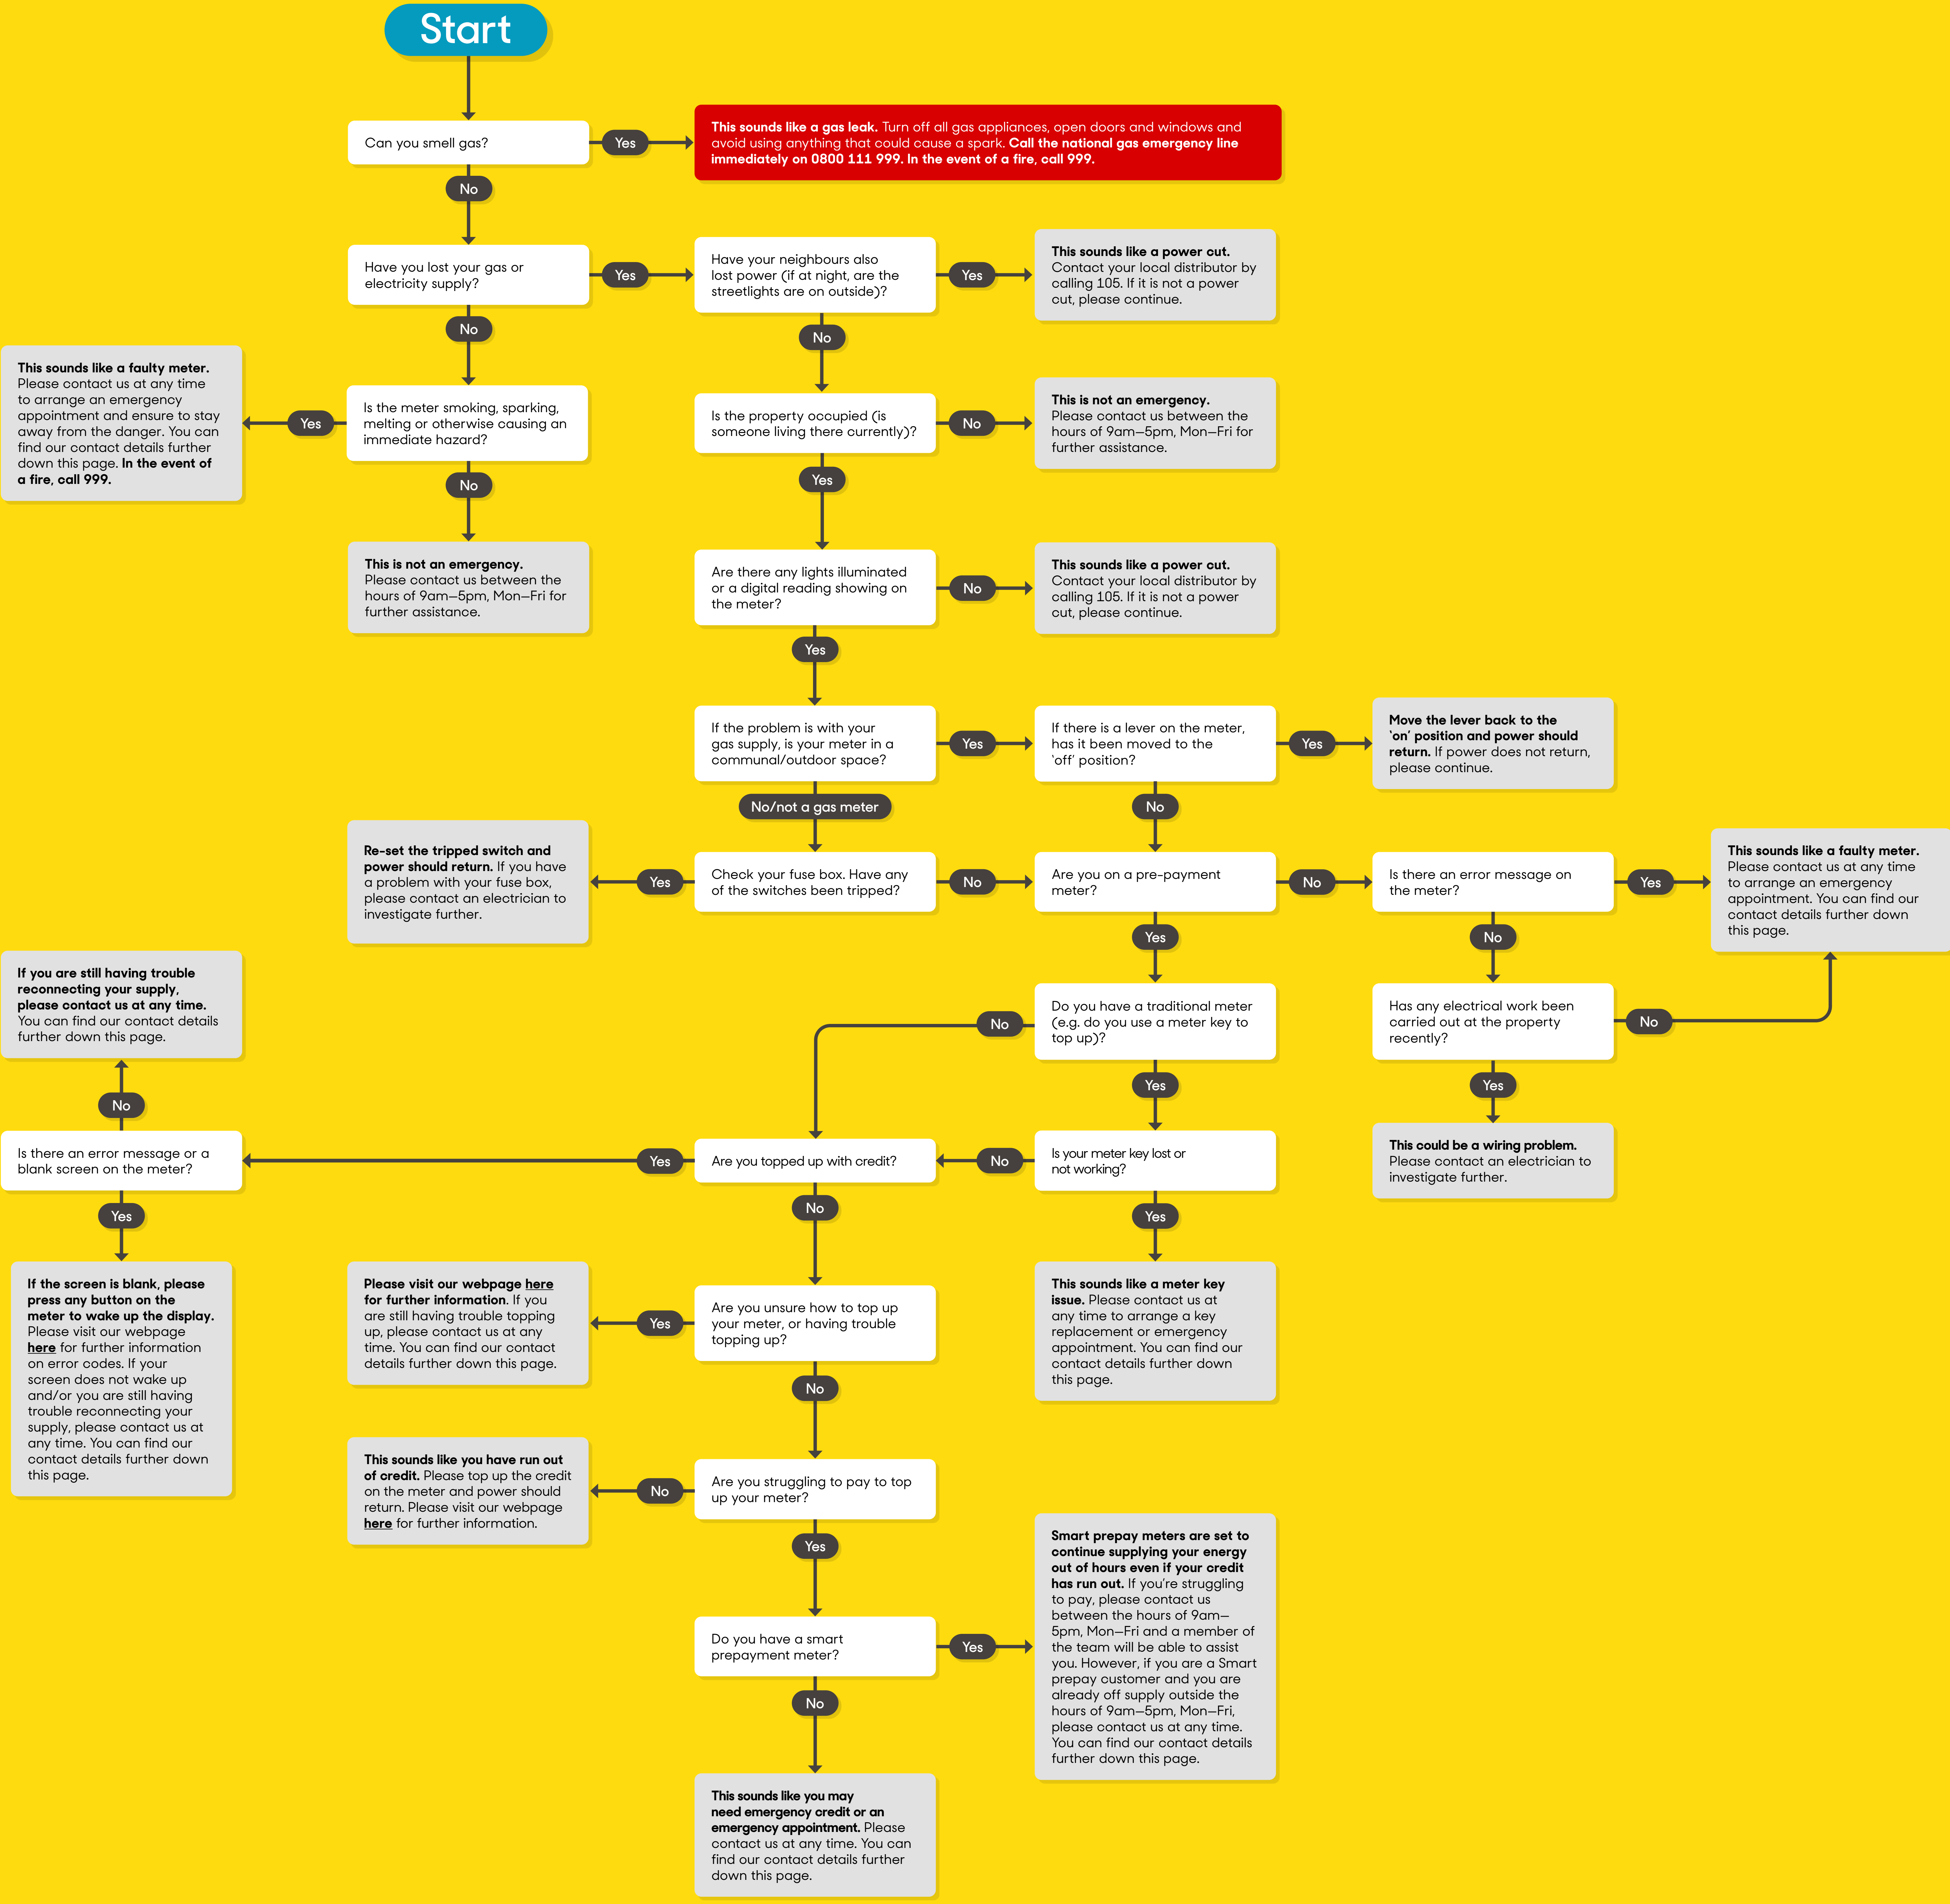 Start
Can you smell gas?
Yes
This sounds like a gas leak. Turn off all gas appliances, open doors and windows and
avoid using anything that could cause a spark. Call the national gas emergency line
immediately on 0800 111 999. In the event of a fire, call 999.
No
Have you lost your gas or
electricity supply?
Yes
Have your neighbours also
lost power (if at night, are the
streetlights are on outside)?
Yes
This sounds like a power cut.
Contact your local distributor by
calling 105. If it is not a power
cut, please continue.
No
No
This sounds like a faulty meter.
Please contact us at any time
to arrange an emergency
appointment and ensure to stay
away from the danger. You can
find our contact details further
down this page. In the event of
a fire, call 999.
Yes
Is the meter smoking, sparking,
melting or otherwise causing an
immediate hazard?
Is the property occupied (is
someone living there currently)?
No
This is not an emergency.
Please contact us between the
hours of 9am–5pm, Mon–Fri for
further assistance.
No
Yes
This is not an emergency.
Please contact us between the
hours of 9am–5pm, Mon–Fri for
further assistance.
Are there any lights illuminated
or a digital reading showing on
the meter?
No
This sounds like a power cut.
Contact your local distributor by
calling 105. If it is not a power
cut, please continue.
Yes
If the problem is with your
gas supply, is your meter in a
communal/outdoor space?
Yes
If there is a lever on the meter,
has it been moved to the
‘off’ position?
Yes
Move the lever back to the
‘on’ position and power should
return. If power does not return,
please continue.
No/not a gas meter
No
Re-set the tripped switch and
power should return. If you have
a problem with your fuse box,
please contact an electrician to
investigate further.
Yes
Check your fuse box. Have any
of the switches been tripped?
No
Are you on a pre-payment
meter?
No
Is there an error message on
the meter?
Yes
This sounds like a faulty meter.
Please contact us at any time
to arrange an emergency
appointment. You can find our
contact details further down
this page.
Yes
No
If you are still having trouble
reconnecting your supply,
please contact us at any time.
You can find our contact details
further down this page.
No
Do you have a traditional meter
(e.g. do you use a meter key to
top up)?
Has any electrical work been
carried out at the property
recently?
No
No
Yes
Yes
Is there an error message or a
blank screen on the meter?
Yes
Are you topped up with credit?
No
Is your meter key lost or
not working?
This could be a wiring problem.
Please contact an electrician to
investigate further.
Yes
No
Yes
If the screen is blank, please
press any button on the
meter to wake up the display.
Please visit our webpage
here for further information
on error codes. If your
screen does not wake up
and/or you are still having
trouble reconnecting your
supply, please contact us at
any time. You can find our
contact details further down
this page.
Please visit our webpage here
for further information. If you
are still having trouble topping
up, please contact us at any
time. You can find our contact
details further down this page.
Yes
Are you unsure how to top up
your meter, or having trouble
topping up?
This sounds like a meter key
issue. Please contact us at
any time to arrange a key
replacement or emergency
appointment. You can find our
contact details further down
this page.
No
This sounds like you have run out
of credit. Please top up the credit
on the meter and power should
return. Please visit our webpage
here for further information.
No
Are you struggling to pay to top
up your meter?
Yes
Do you have a smart
prepayment meter?
Yes
Smart prepay meters are set to
continue supplying your energy
out of hours even if your credit
has run out. If you’re struggling
to pay, please contact us
between the hours of 9am–
5pm, Mon–Fri and a member of
the team will be able to assist
you. However, if you are a Smart
prepay customer and you are
already off supply outside the
hours of 9am–5pm, Mon–Fri,
please contact us at any time.
You can find our contact details
further down this page.
No
This sounds like you may
need emergency credit or an
emergency appointment. Please
contact us at any time. You can
find our contact details further
down this page.